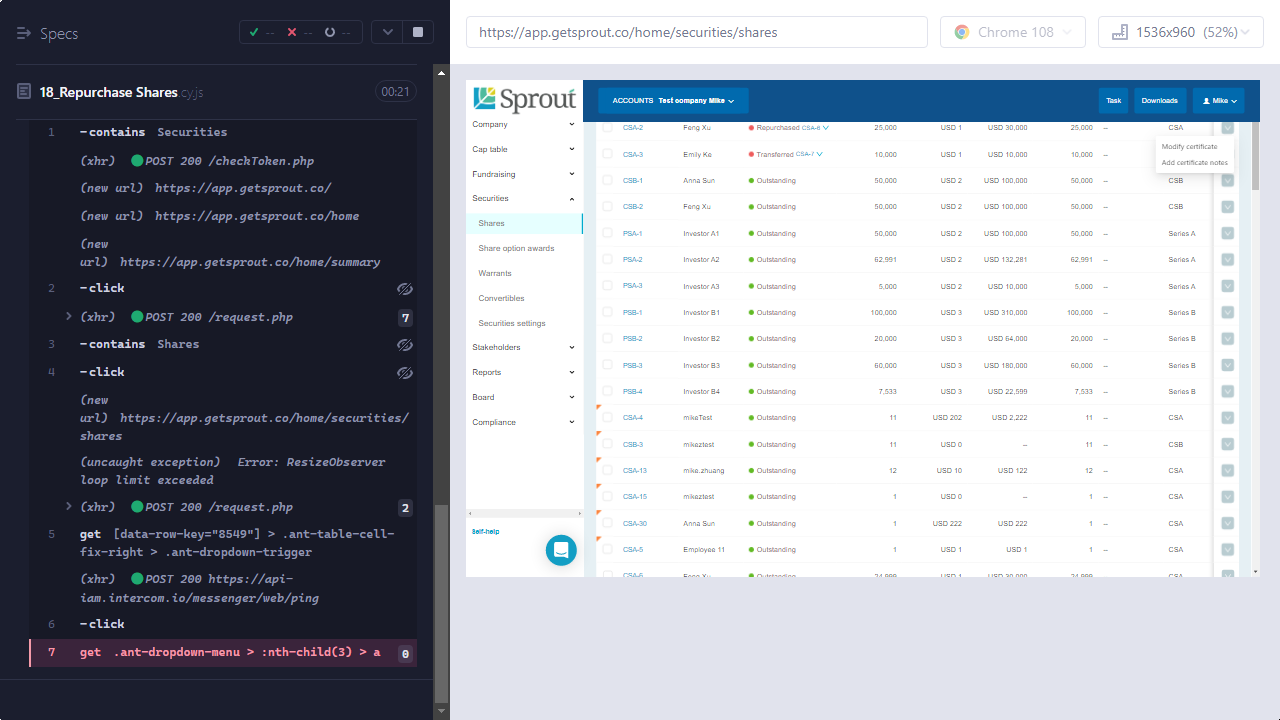 Specs
-- -- --
https://app.getsprout.co/home/securities/shares
Chrome 108
1536x960 (52%)
18_Repurchase Shares.cy.js
00:21
1 -contains Securities
(xhr) POST 200 /checkToken.php
(new url) https://app.getsprout.co/
(new url) https://app.getsprout.co/home
(new
url) https://app.getsprout.co/home/summary
2 -click
(xhr) POST 200 /request.php 7
3 -contains Shares
4 -click
(new
url) https://app.getsprout.co/home/securities/
shares
(uncaught exception) Error: ResizeObserver
loop limit exceeded
(xhr) POST 200 /request.php 2
5 get [data-row-key="8549"] > .ant-table-cell-
fix-right > .ant-dropdown-trigger
(xhr) POST 200 https://api-
iam.intercom.io/messenger/web/ping
6 -click
7 get .ant-dropdown-menu > :nth-child(3) > a 0
Sprout
ACCOUNTS Test company Mike
Task
Downloads
Mike
Company
Cap table
Fundraising
Securities
Shares
Share option awards
Warrants
Convertibles
Securities settings
Stakeholders
Reports
Board
Compliance
Self-help
CSA-2 Feng Xu Repurchased CSA-6 25,000 USD 1 USD 30,000 25,000 -- CSA
Modify certificate
Add certificate notes
CSA-3 Emily Ke Transferred CSA-7 10,000 USD 1 USD 10,000 10,000 --
CSB-1 Anna Sun Outstanding 50,000 USD 2 USD 100,000 50,000 -- CSB
CSB-2 Feng Xu Outstanding 50,000 USD 2 USD 100,000 50,000 -- CSB
PSA-1 Investor A1 Outstanding 50,000 USD 2 USD 100,000 50,000 -- Series A
PSA-2 Investor A2 Outstanding 62,991 USD 2 USD 132,281 62,991 -- Series A
PSA-3 Investor A3 Outstanding 5,000 USD 2 USD 10,000 5,000 -- Series A
PSB-1 Investor B1 Outstanding 100,000 USD 3 USD 310,000 100,000 -- Series B
PSB-2 Investor B2 Outstanding 20,000 USD 3 USD 64,000 20,000 -- Series B
PSB-3 Investor B3 Outstanding 60,000 USD 3 USD 180,000 60,000 -- Series B
PSB-4 Investor B4 Outstanding 7,533 USD 3 USD 22,599 7,533 -- Series B
CSA-4 mikeTest Outstanding 11 USD 202 USD 2,222 11 -- CSA
CSB-3 mikeztest Outstanding 11 USD 0 -- 11 -- CSB
CSA-13 mike.zhuang Outstanding 12 USD 10 USD 122 12 -- CSA
CSA-15 mikeztest Outstanding 1 USD 0 -- 1 -- CSA
CSA-30 Anna Sun Outstanding 1 USD 222 USD 222 1 -- CSA
CSA-5 Employee 11 Outstanding 1 USD 1 USD 1 1 -- CSA
CSA-6 Feng Xu Outstanding 24,999 USD 1 USD 30,000 24,999 -- CSA